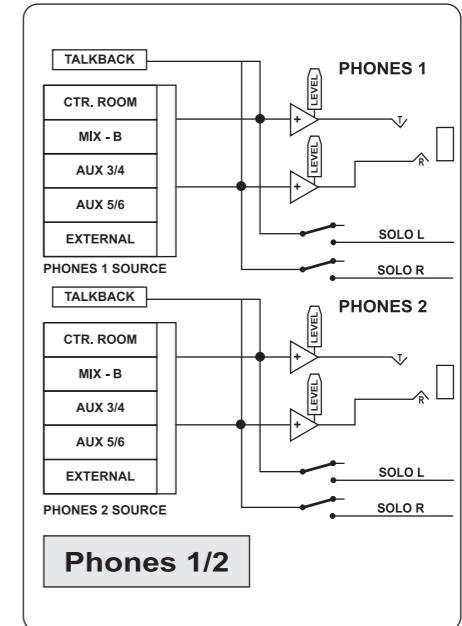 TALKBACK
PHONES 1
LEVEL
CTR. ROOM
+
T
MIX - B
LEVEL
AUX 3/4
+
R
AUX 5/6
EXTERNAL
SOLO L
PHONES 1 SOURCE
SOLO R
TALKBACK
PHONES 2
LEVEL
CTR. ROOM
+
T
MIX - B
LEVEL
AUX 3/4
+
R
AUX 5/6
EXTERNAL
SOLO L
PHONES 2 SOURCE
SOLO R
Phones 1/2